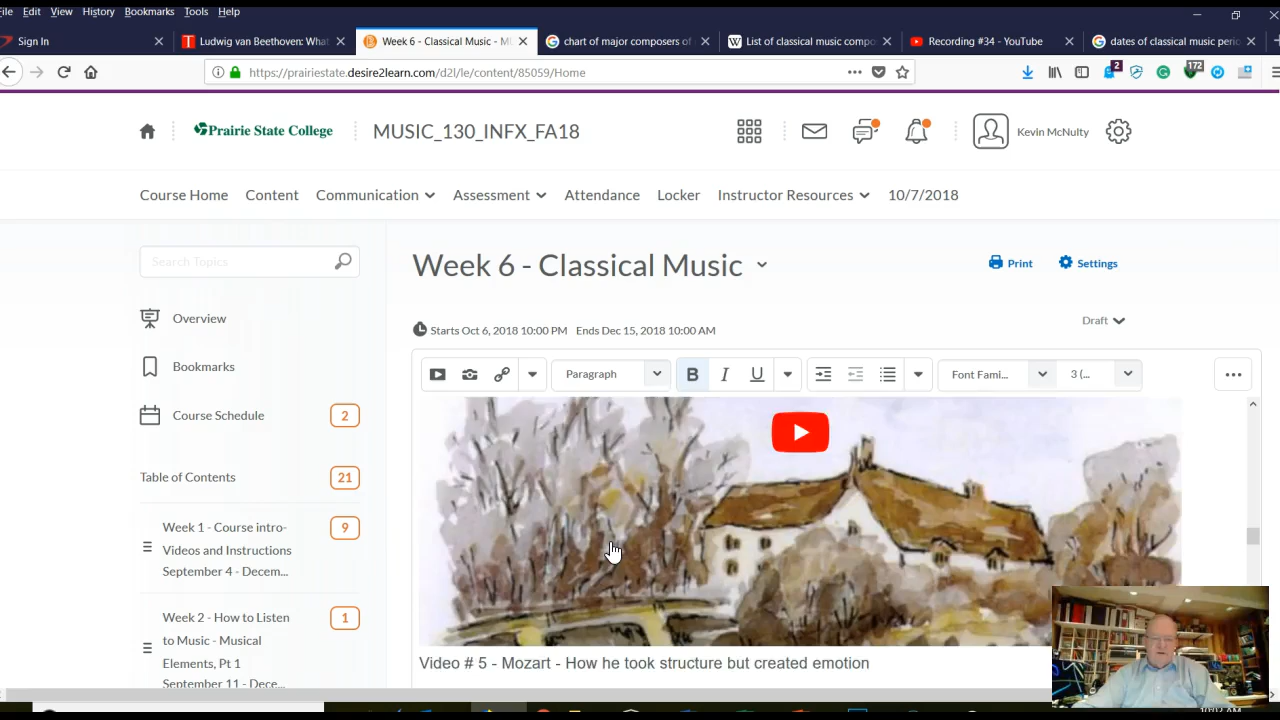 File Edit View History Bookmarks Tools Help
Sign In
Ludwig van Beethoven: What
Week 6 - Classical Music - MU
chart of major composers of
List of classical music compo
Recording #34 - YouTube
dates of classical music perio
https://prairiestate.desire2learn.com/d2l/le/content/85059/Home
2
172
Prairie State College
MUSIC_130_INFX_FA18
Kevin McNulty
Course Home Content Communication Assessment Attendance Locker Instructor Resources 10/7/2018
Search Topics
Overview
Bookmarks
Course Schedule 2
Table of Contents 21
Week 1 - Course intro- 9
Videos and Instructions
September 4 - Decem...
Week 2 - How to Listen 1
to Music - Musical
Elements, Pt 1
September 11 - Dece...
Week 6 - Classical Music
Print
Settings
Starts Oct 6, 2018 10:00 PM Ends Dec 15, 2018 10:00 AM
Draft
Paragraph
B I U
Font Fami...
3 (...
Video # 5 - Mozart - How he took structure but created emotion